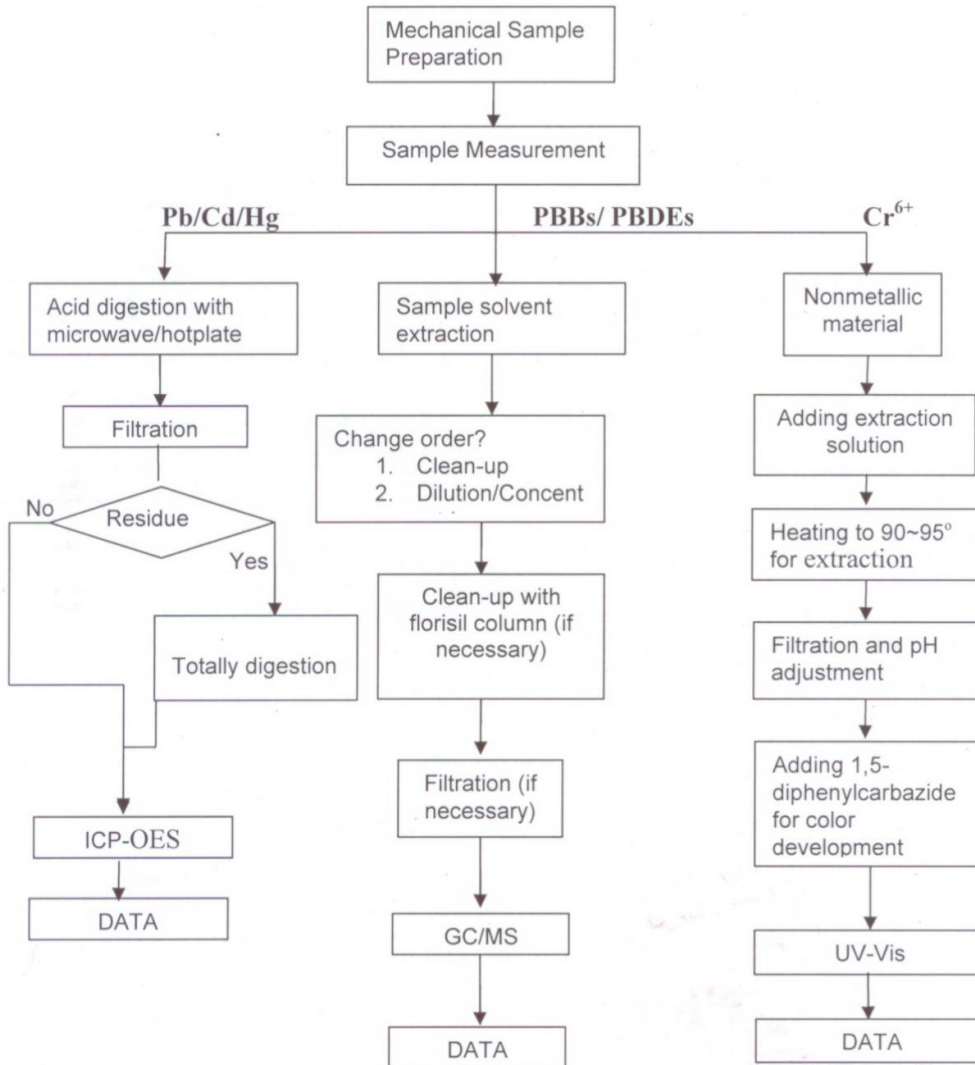 Mechanical Sample
Preparation
Sample Measurement
Pb/Cd/Hg
PBBs/ PBDEs
Cr6+
Acid digestion with
microwave/hotplate
Filtration
Residue
No
Yes
Totally digestion
ICP-OES
DATA
Sample solvent
extraction
Change order?
1. Clean-up
2. Dilution/Concent
Clean-up with
florisil column (if
necessary)
Filtration (if
necessary)
GC/MS
DATA
Nonmetallic
material
Adding extraction
solution
Heating to 90~95°
for extraction
Filtration and pH
adjustment
Adding 1,5-
diphenylcarbazide
for color
development
UV-Vis
DATA